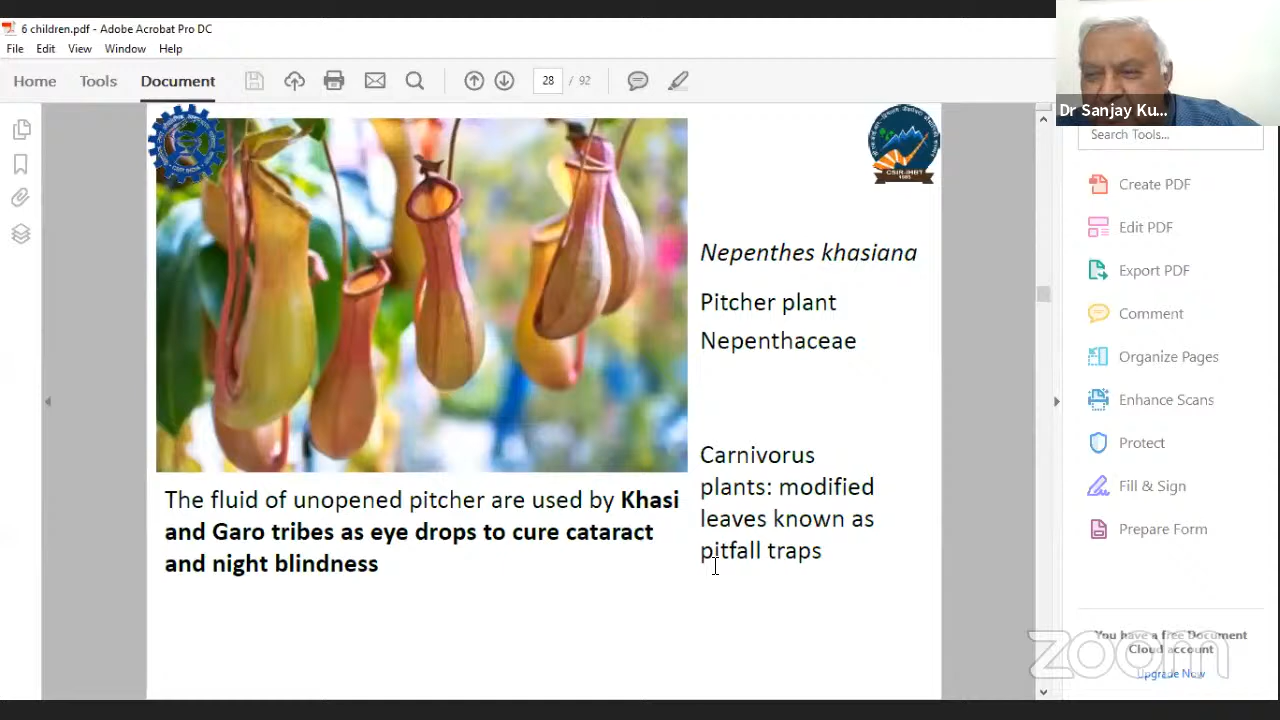 6 children.pdf - Adobe Acrobat Pro DC
File Edit View Window Help
Home Tools Document 28 / 92
Dr Sanjay Ku...
Search Tools...
CSIR-IHBT
Nepenthes khasiana
Pitcher plant
Nepenthaceae
Carnivorus
plants: modified
leaves known as
pitfall traps
The fluid of unopened pitcher are used by Khasi
and Garo tribes as eye drops to cure cataract
and night blindness
Create PDF
Edit PDF
Export PDF
Comment
Organize Pages
Enhance Scans
Protect
Fill & Sign
Prepare Form
You have a free Document
Cloud account
Upgrade Now
zoom